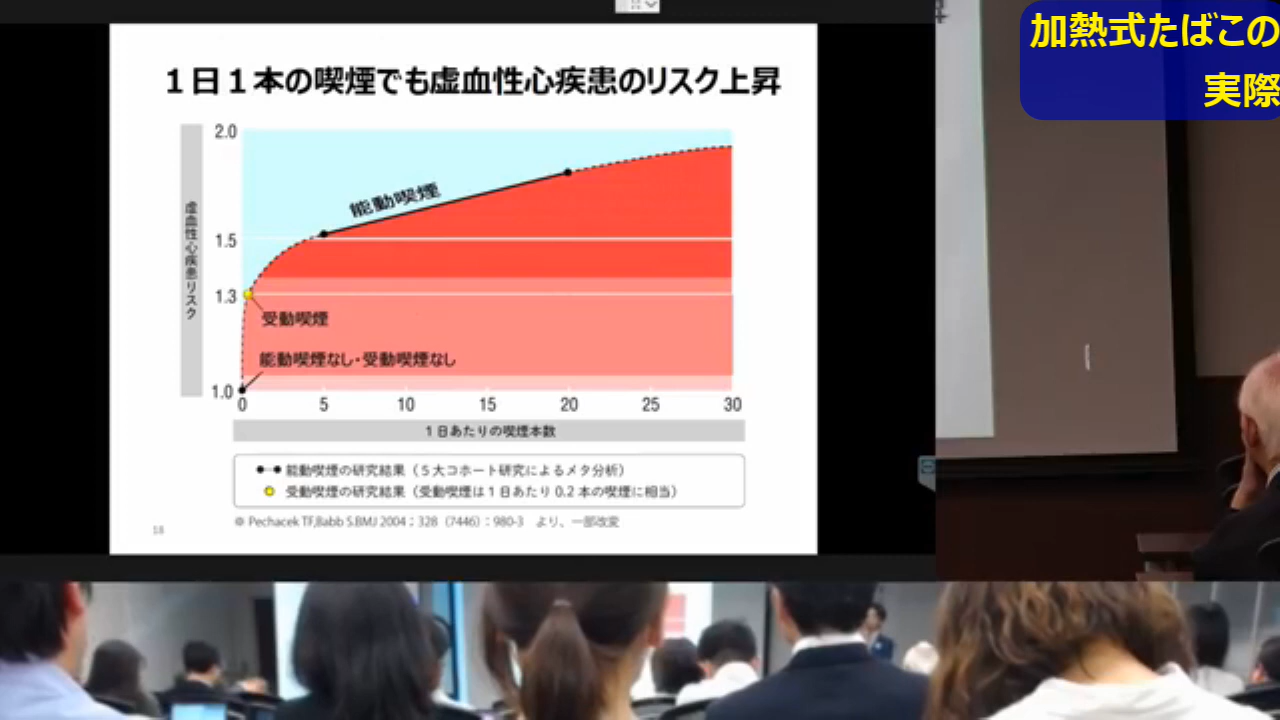 加熱式たばこの
実際
1日1本の喫煙でも虚血性心疾患のリスク上昇
虚血性心疾患リスク
2.0
1.5
1.3
1.0
能動喫煙
受動喫煙
能動喫煙なし・受動喫煙なし
0 5 10 15 20 25 30
1日あたりの喫煙本数
能動喫煙の研究結果（5大コホート研究によるメタ分析）
受動喫煙の研究結果（受動喫煙は1日あたり0.2本の喫煙に相当）
※ Pechacek TF,Babb S.BMJ 2004；328（7446）：980-3　より、一部改変
18